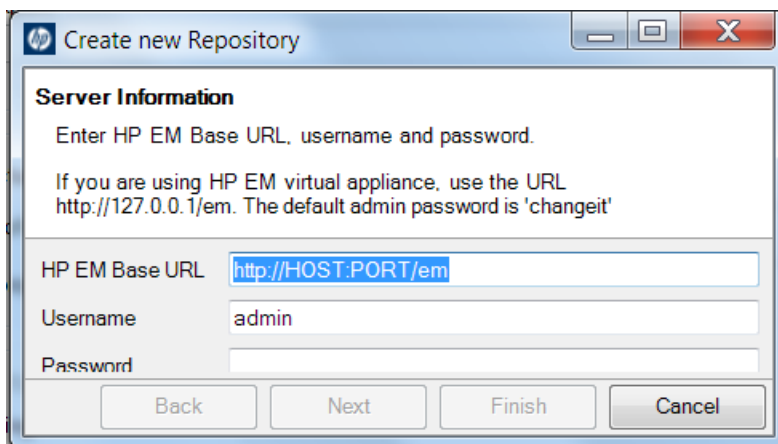 Create new Repository
Server Information
Enter HP EM Base URL, username and password.
If you are using HP EM virtual appliance, use the URL
http://127.0.0.1/em. The default admin password is 'changeit'
HP EM Base URL http://HOST:PORT/em
Username admin
Password
Back Next Finish Cancel